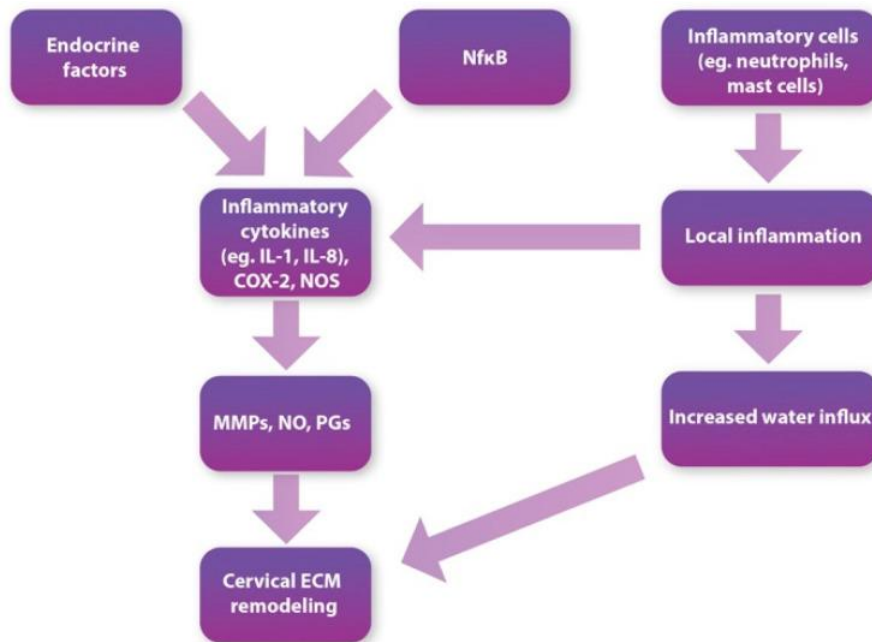 Endocrine
factors
NfκB
Inflammatory cells
(eg. neutrophils,
mast cells)
Inflammatory
cytokines
(eg. IL-1, IL-8),
COX-2, NOS
Local inflammation
MMPs, NO, PGs
Increased water influx
Cervical ECM
remodeling